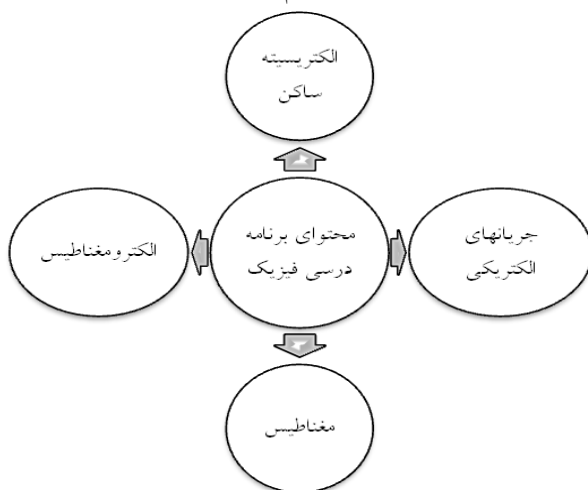 الکتریسیته
ساکن
محتوای برنامه
درسی فیزیک
جریانهای
الکتریکی
الکترومغناطیس
مغناطیس